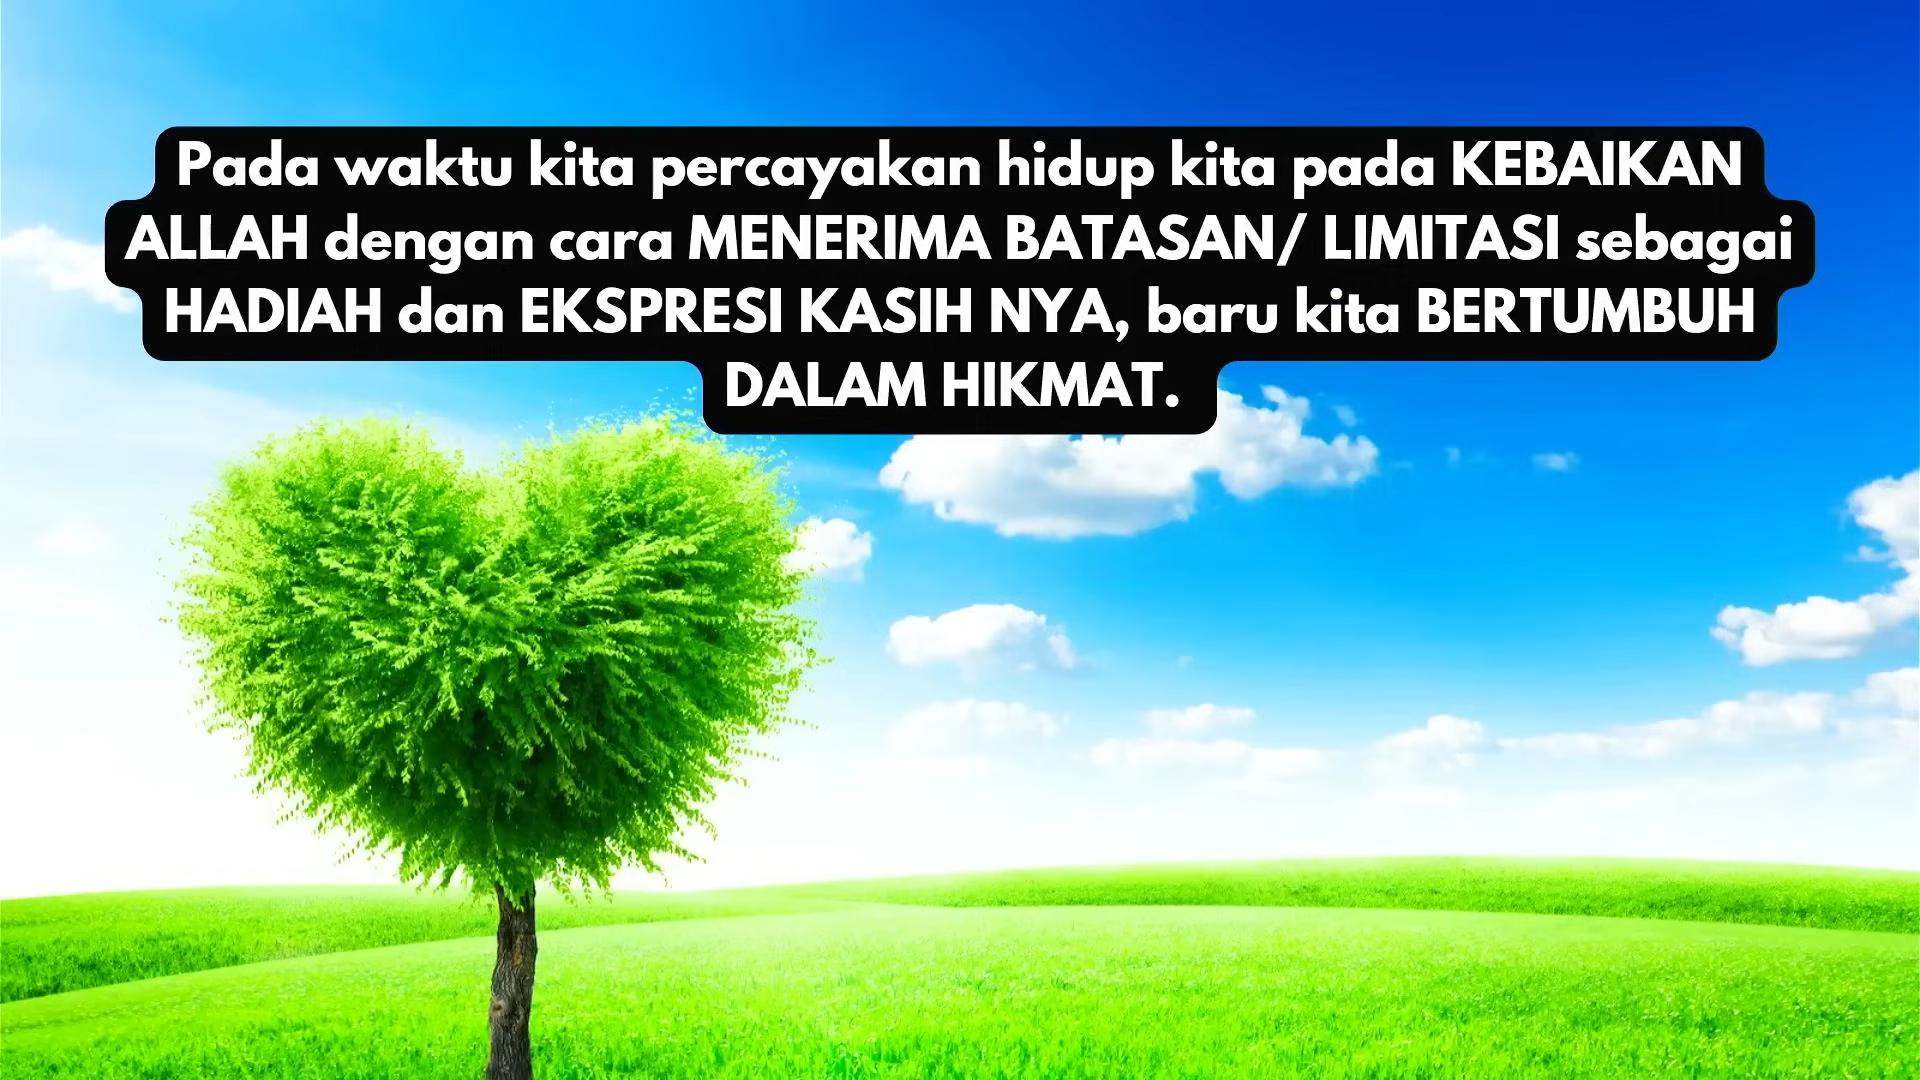 Pada waktu kita percayakan hidup kita pada KEBAIKAN
ALLAH dengan cara MENERIMA BATASAN/ LIMITASI sebagai
HADIAH dan EKSPRESI KASIH NYA, baru kita BERTUMBUH
DALAM HIKMAT.